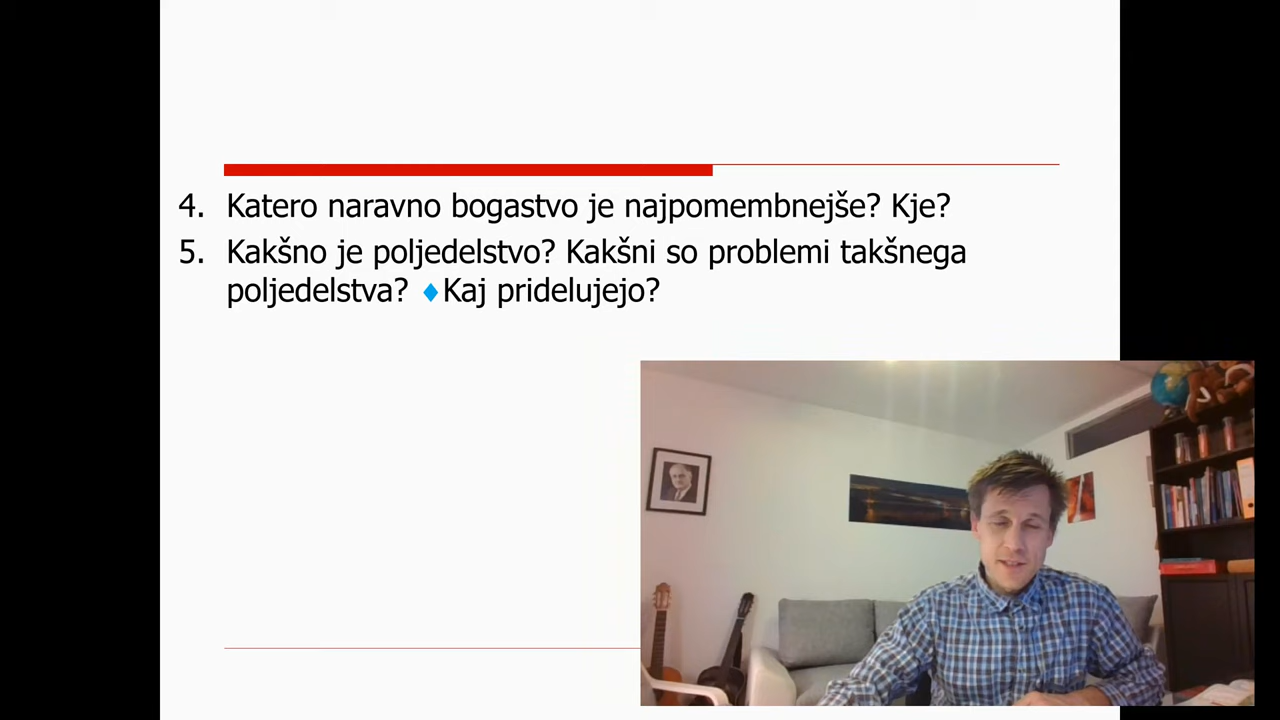 4. Katero naravno bogastvo je najpomembnejše? Kje?
5. Kakšno je poljedelstvo? Kakšni so problemi takšnega
poljedelstva? ♦Kaj pridelujejo?